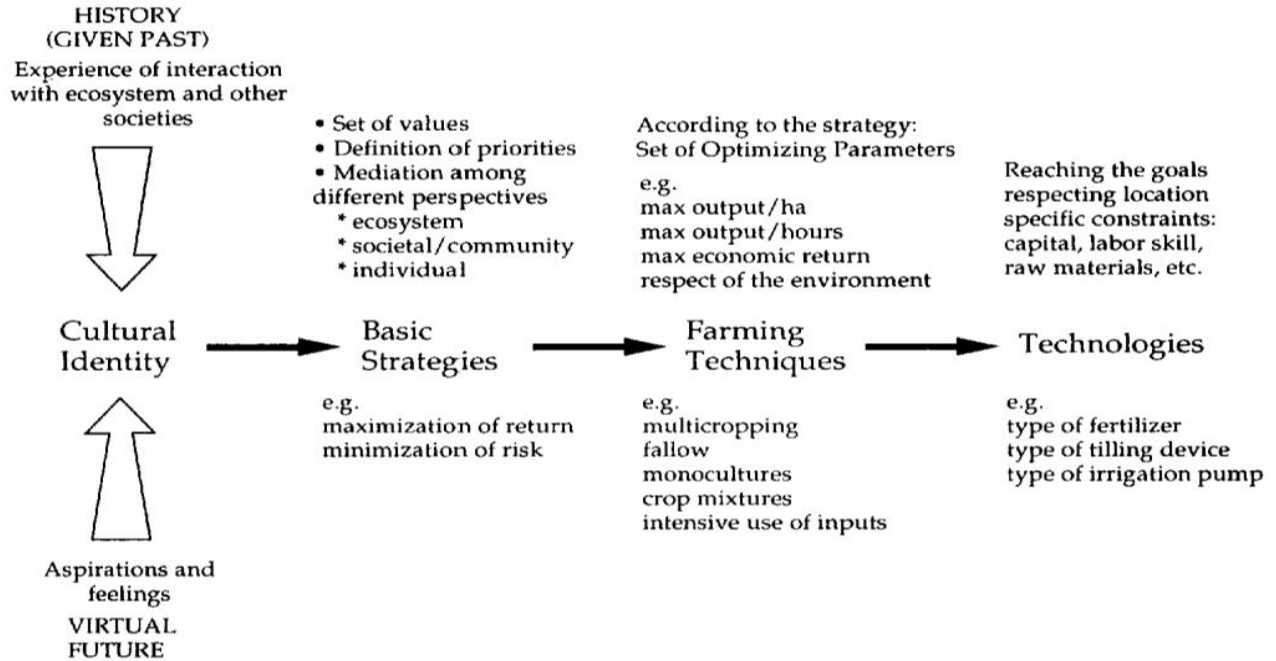 HISTORY
(GIVEN PAST)
Experience of interaction
with ecosystem and other
societies
Cultural
Identity
Aspirations and
feelings
VIRTUAL
FUTURE
• Set of values
• Definition of priorities
• Mediation among
different perspectives
* ecosystem
* societal/community
* individual
Basic
Strategies
e.g.
maximization of return
minimization of risk
According to the strategy:
Set of Optimizing Parameters
e.g.
max output/ha
max output/hours
max economic return
respect of the environment
Farming
Techniques
e.g.
multicropping
fallow
monocultures
crop mixtures
intensive use of inputs
Reaching the goals
respecting location
specific constraints:
capital, labor skill,
raw materials, etc.
Technologies
e.g.
type of fertilizer
type of tilling device
type of irrigation pump